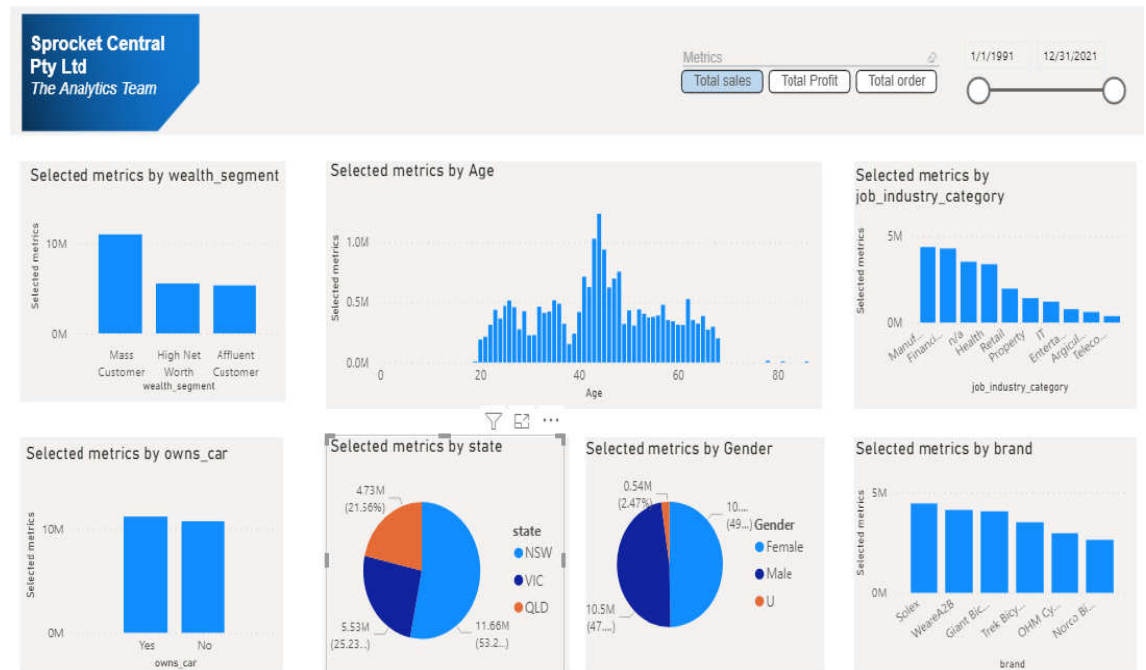 Sprocket Central
Pty Ltd
The Analytics Team
Metrics
Total sales
Total Profit
Total order
1/1/1991
12/31/2021
Selected metrics by wealth_segment
Selected metrics
10M
0M
Mass
Customer
High Net
Worth
Affluent
Customer
wealth_segment
Selected metrics by Age
Selected metrics
1.0M
0.5M
0.0M
0
20
40
60
80
Age
Selected metrics by
job_industry_category
Selected metrics
5M
0M
Manuf...
Financi...
n/a
Health
Retail
Property
IT
Enterta...
Argicul...
Teleco...
job_industry_category
Selected metrics by owns_car
Selected metrics
10M
0M
Yes
No
owns_car
Selected metrics by state
4.73M
(21.56%)
5.53M
(25.23...)
11.66M
(53.2...)
state
NSW
VIC
QLD
Selected metrics by Gender
0.54M
(2.47%)
10....
(49...)
10.5M
(47....)
Gender
Female
Male
U
Selected metrics by brand
Selected metrics
5M
0M
Solex
WeareA2B
Giant Bic...
Trek Bicy...
OHM Cy...
Norco Bi...
brand